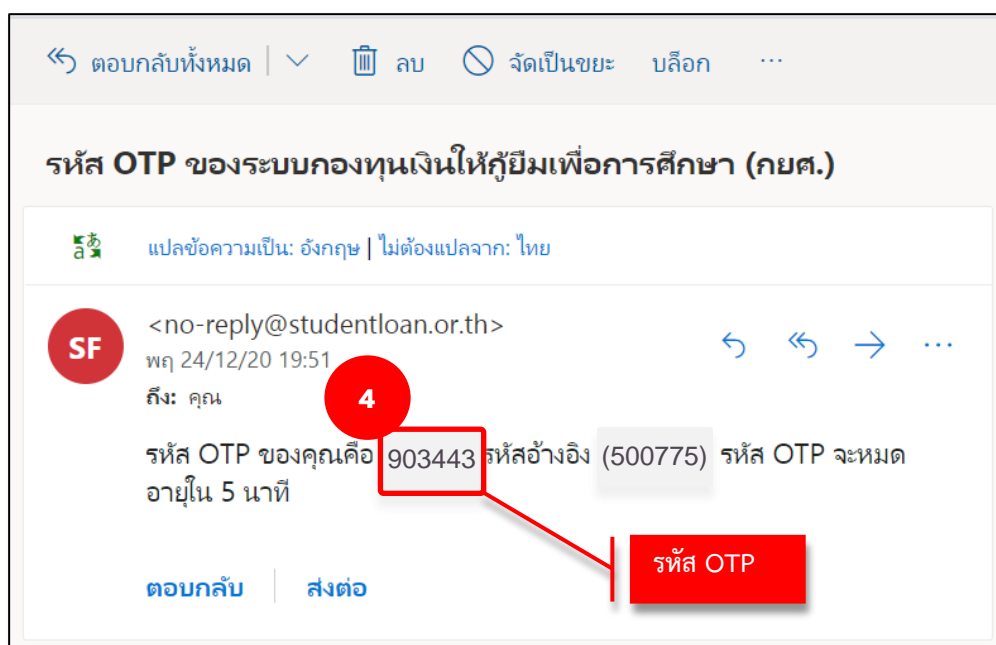 ตอบกลับทั้งหมด ลบ จัดเป็นขยะ บล็อก ...
รหัส OTP ของระบบกองทุนเงินให้กู้ยืมเพื่อการศึกษา (กยศ.)
แปลข้อความเป็น: อังกฤษ | ไม่ต้องแปลจาก: ไทย
SF
<no-reply@studentloan.or.th>
พฤ 24/12/20 19:51
ถึง: คุณ
4
รหัส OTP ของคุณคือ 903443 รหัสอ้างอิง (500775) รหัส OTP จะหมด
อายุใน 5 นาที
รหัส OTP
ตอบกลับ ส่งต่อ